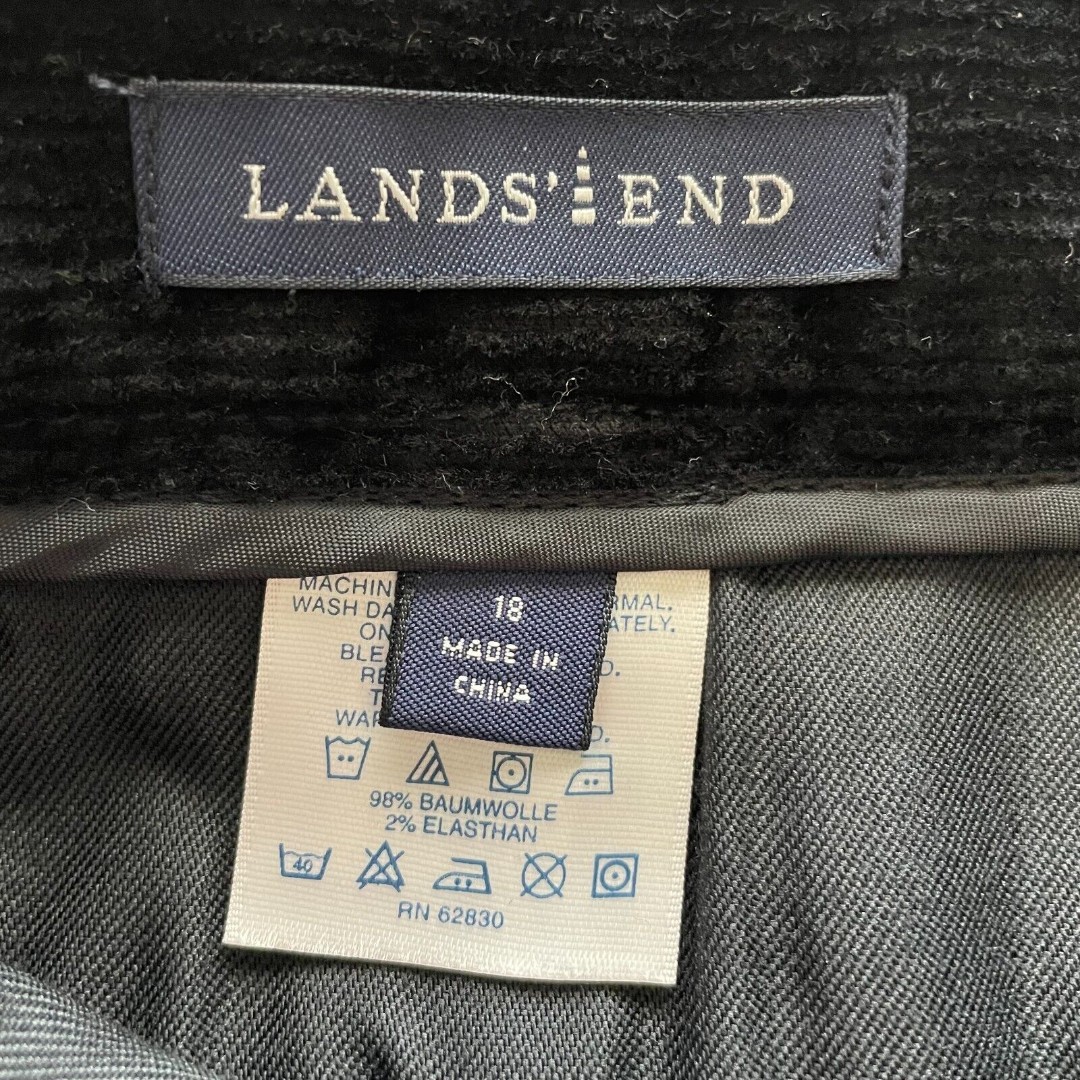 LANDS' END
18
MADE IN
CHINA
MACHIN RMAL.
WASH DA ATELY.
ON
BLE D.
RE
T
WAR D.
98% BAUMWOLLE
2% ELASTHAN
40
RN 62830